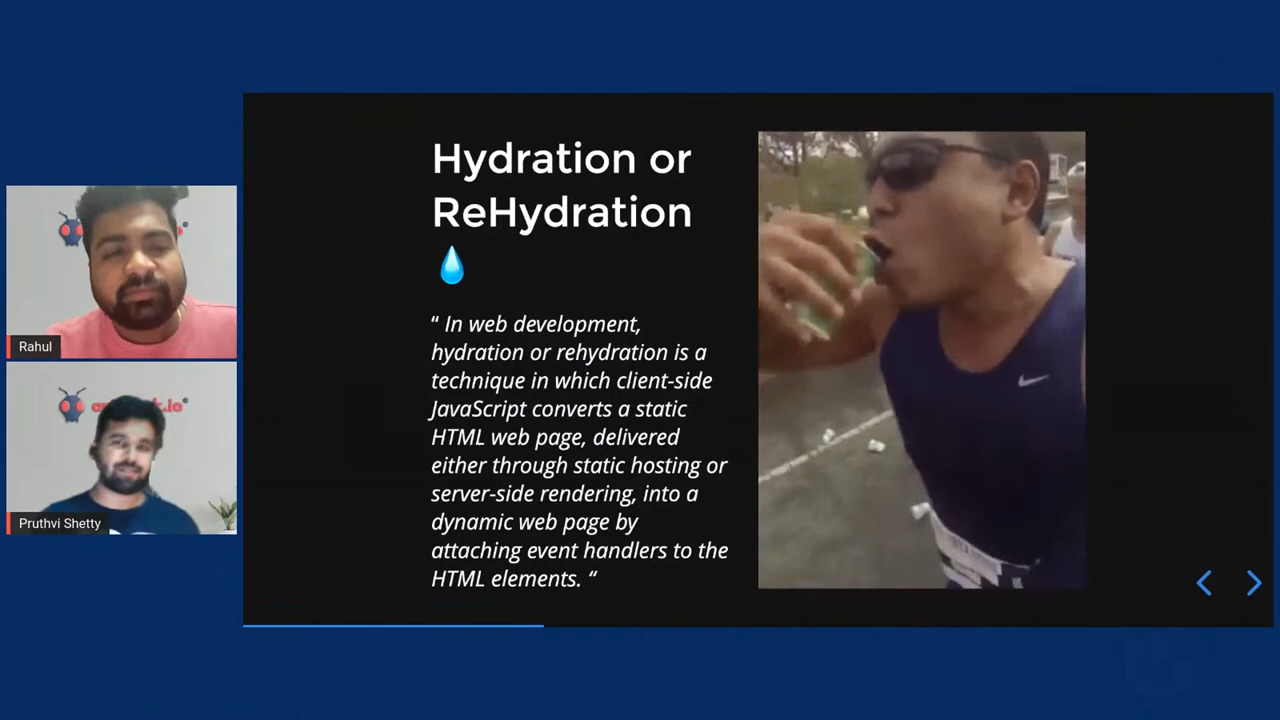 Hydration or
ReHydration
“ In web development,
hydration or rehydration is a
technique in which client-side
JavaScript converts a static
HTML web page, delivered
either through static hosting or
server-side rendering, into a
dynamic web page by
attaching event handlers to the
HTML elements. “
Rahul
Pruthvi Shetty